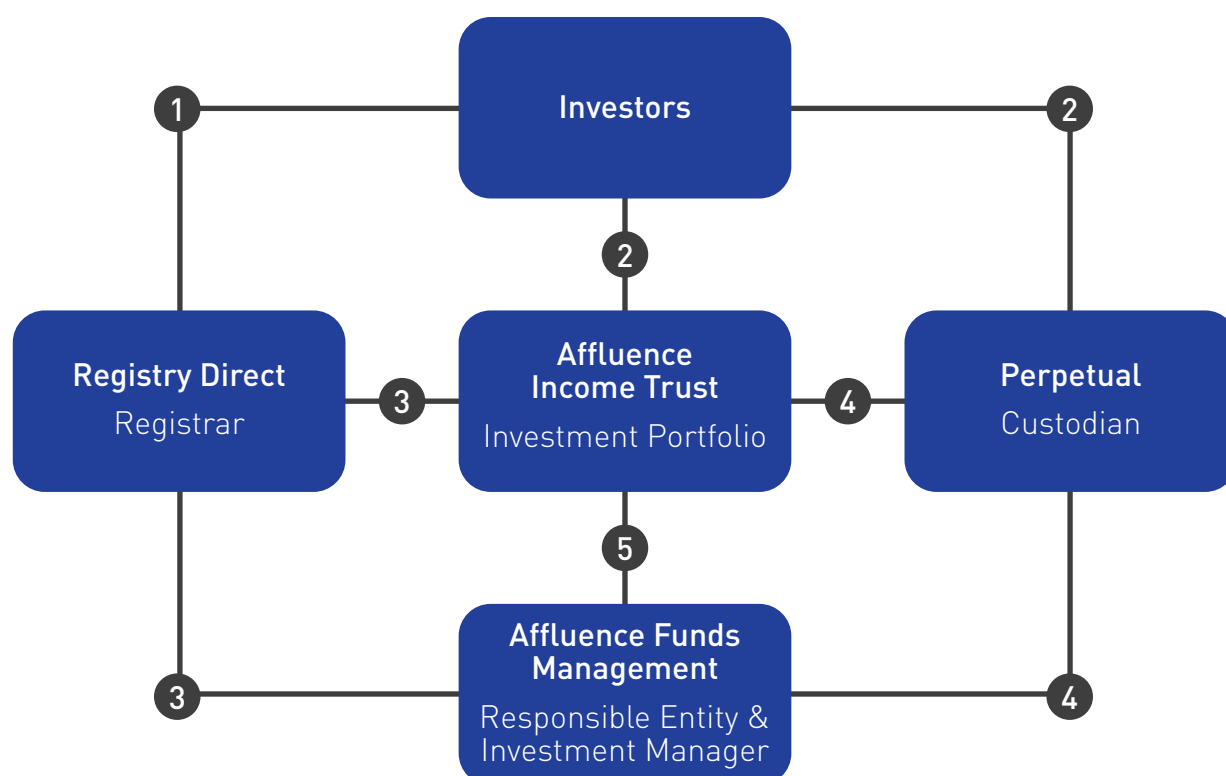 Investors
1
2
2
Registry Direct
Registrar
3
Affluence
Income Trust
Investment Portfolio
4
Perpetual
Custodian
5
3
Affluence Funds
Management
Responsible Entity &
Investment Manager
4